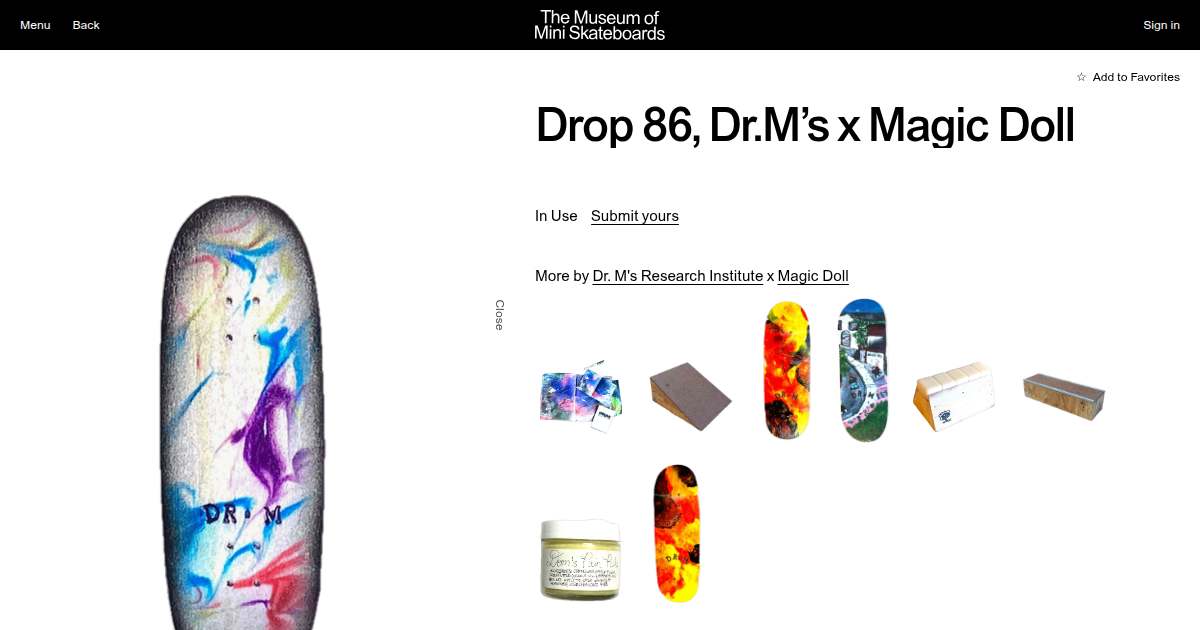 Menu
Back
The Museum of
Mini Skateboards
Sign in
☆ Add to Favorites
Drop 86, Dr.M’s x Magic Doll
In Use Submit yours
More by Dr. M's Research Institute x Magic Doll
Close
DR. M